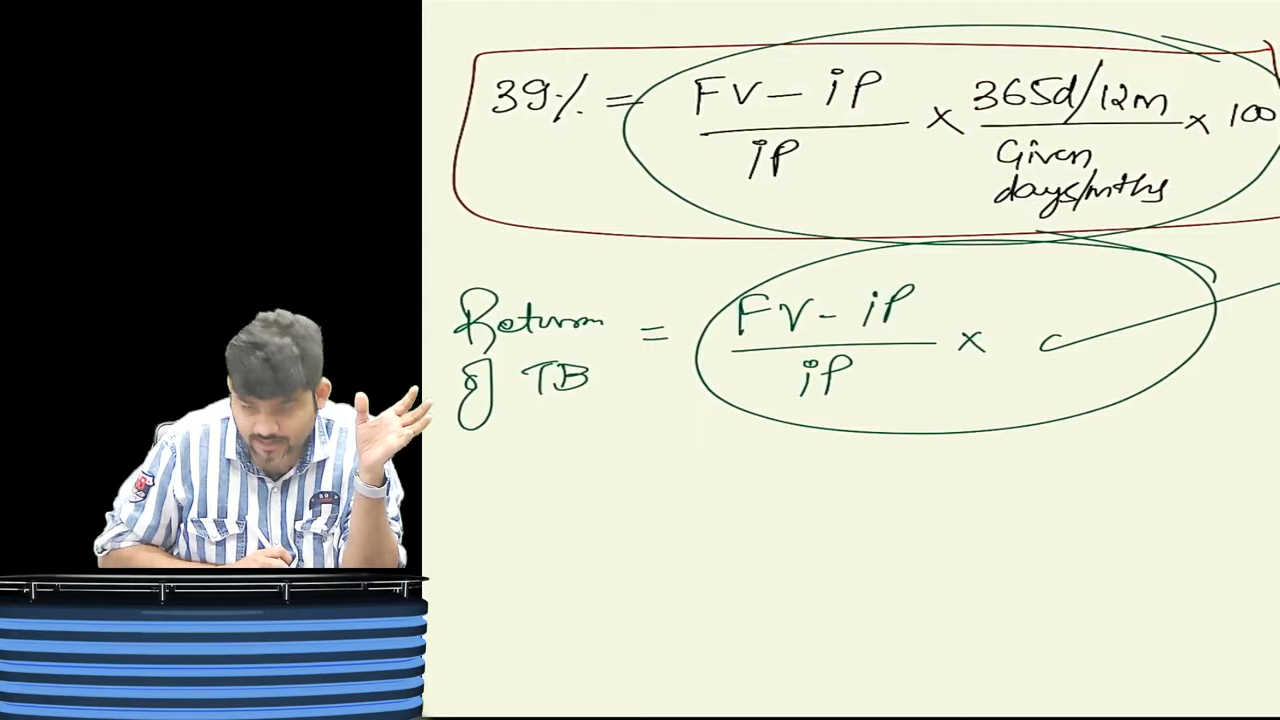 39% = FV - iP / iP × 365d/12m / Given days/mths × 100
Return of TB = FV - iP / iP ×